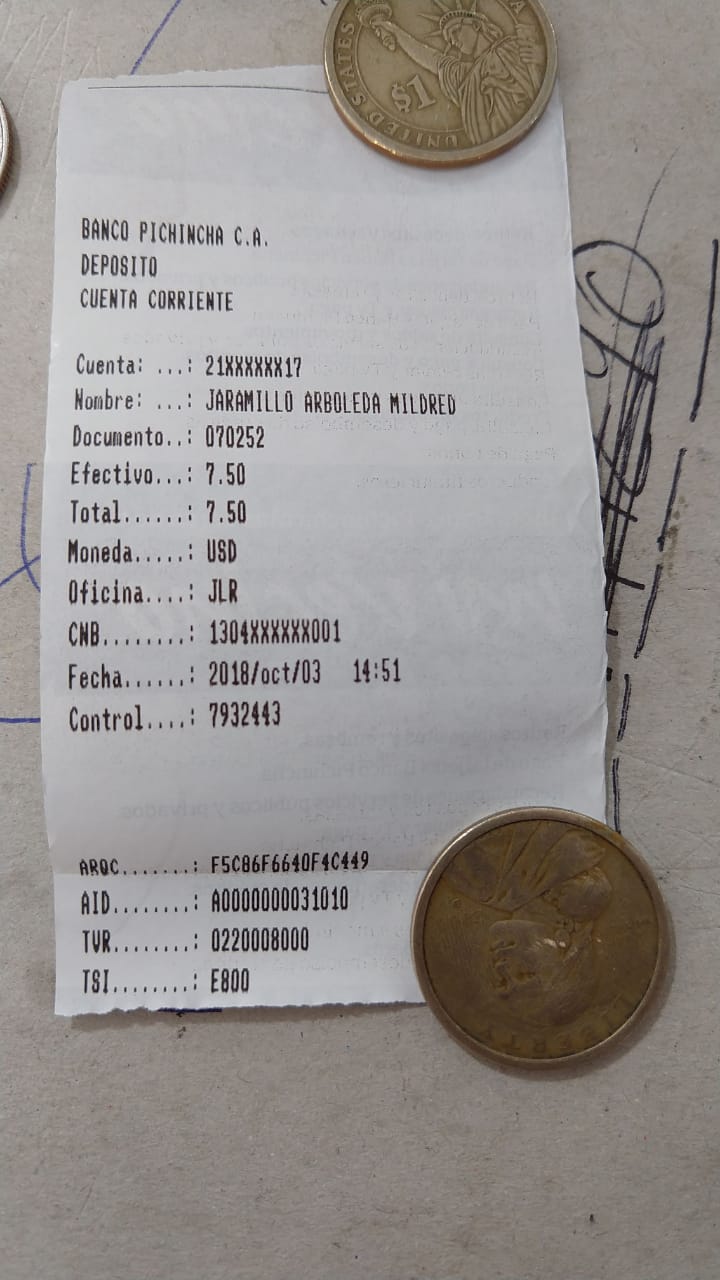 UNITED STATES
$1
BANCO PICHINCHA C.A.
DEPOSITO
CUENTA CORRIENTE
Cuenta: ...: 21XXXXXX17
Nombre: ...: JARAMILLO ARBOLEDA MILDRED
Documento..: 070252
Efectivo...: 7.50
Total......: 7.50
Moneda.....: USD
Oficina....: JLR
CNB........: 1304XXXXXX001
Fecha......: 2018/oct/03 14:51
Control....: 7932443
ARQC.......: F5C86F6640F4C449
AID........: A0000000031010
TVR........: 0220008000
TSI........: E800
LIBERTY